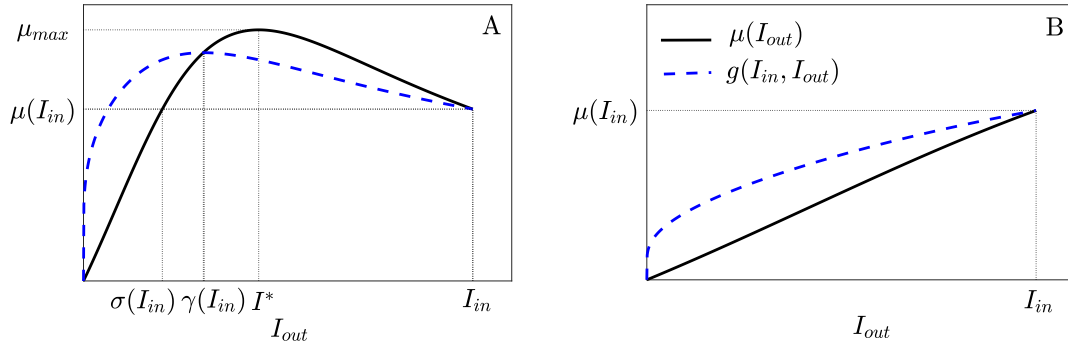 A
μ_max
μ(I_in)
σ(I_in) γ(I_in) I* I_in
I_out
B
μ(I_out)
g(I_in, I_out)
μ(I_in)
I_in
I_out